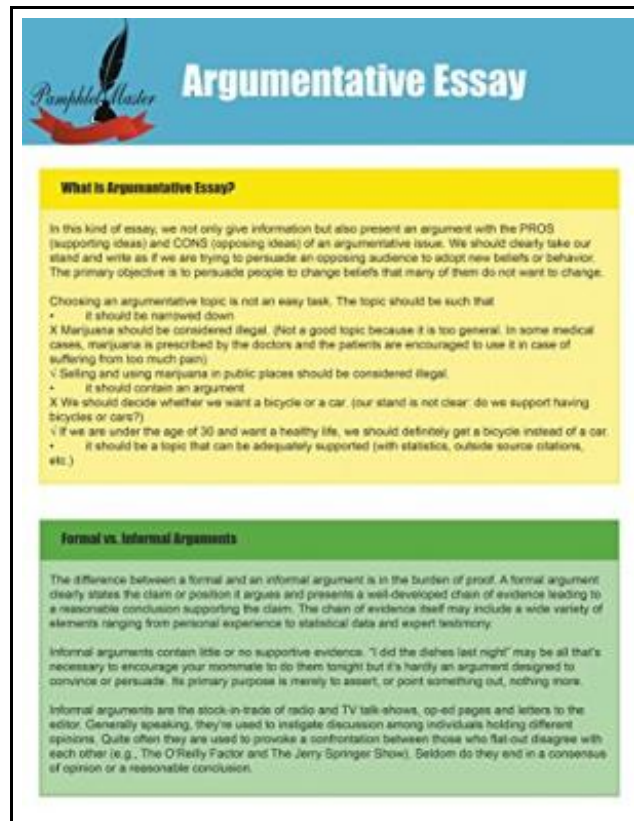 Pamphlet Master
Argumentative Essay
What Is Argumantative Essay?
In this kind of essay, we not only give information but also present an argument with the PROS
(supporting ideas) and CONS (opposing ideas) of an argumentative issue. We should clearly take our
stand and write as if we are trying to persuade an opposing audience to adopt new beliefs or behavior.
The primary objective is to persuade people to change beliefs that many of them do not want to change.
Choosing an argumentative topic is not an easy task. The topic should be such that
• it should be narrowed down
X Marijuana should be considered illegal. (Not a good topic because it is too general. In some medical
cases, marijuana is prescribed by the doctors and the patients are encouraged to use it in case of
suffering from too much pain)
√ Selling and using marijuana in public places should be considered illegal.
• it should contain an argument
X We should decide whether we want a bicycle or a car. (our stand is not clear: do we support having
bicycles or cars?)
√ If we are under the age of 30 and want a healthy life, we should definitely get a bicycle instead of a car.
• it should be a topic that can be adequately supported (with statistics, outside source citations,
etc.)
Formal vs. Informal Arguments
The difference between a formal and an informal argument is in the burden of proof. A formal argument
clearly states the claim or position it argues and presents a well-developed chain of evidence leading to
a reasonable conclusion supporting the claim. The chain of evidence itself may include a wide variety of
elements ranging from personal experience to statistical data and expert testimony.
Informal arguments contain little or no supportive evidence. "I did the dishes last night" may be all that's
necessary to encourage your roommate to do them tonight but it's hardly an argument designed to
convince or persuade. Its primary purpose is merely to assert, or point something out, nothing more.
Informal arguments are the stock-in-trade of radio and TV talk-shows, op-ed pages and letters to the
editor. Generally speaking, they're used to instigate discussion among individuals holding different
opinions. Quite often they are used to provoke a confrontation between those who flat-out disagree with
each other (e.g., The O'Reilly Factor and The Jerry Springer Show). Seldom do they end in a consensus
of opinion or a reasonable conclusion.